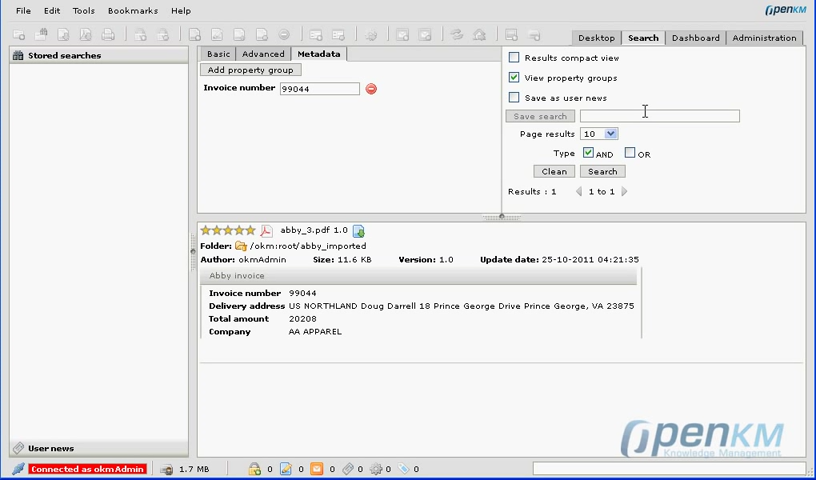 File Edit Tools Bookmarks Help
OpenKM
Desktop Search Dashboard Administration
Stored searches
Basic Advanced Metadata
Add property group
Invoice number 99044
Results compact view
View property groups
Save as user news
Save search
Page results 10
Type AND OR
Clean Search
Results : 1 1 to 1
abby_3.pdf 1.0
Folder: /okm:root/abby_imported
Author: okmAdmin Size: 11.6 KB Version: 1.0 Update date: 25-10-2011 04:21:35
Abby invoice
Invoice number 99044
Delivery address US NORTHLAND Doug Darrell 18 Prince George Drive Prince George, VA 23875
Total amount 20208
Company AA APPAREL
OpenKM
Knowledge Management
User news
Connected as okmAdmin 1.7 MB 0 0 0 0 0 0